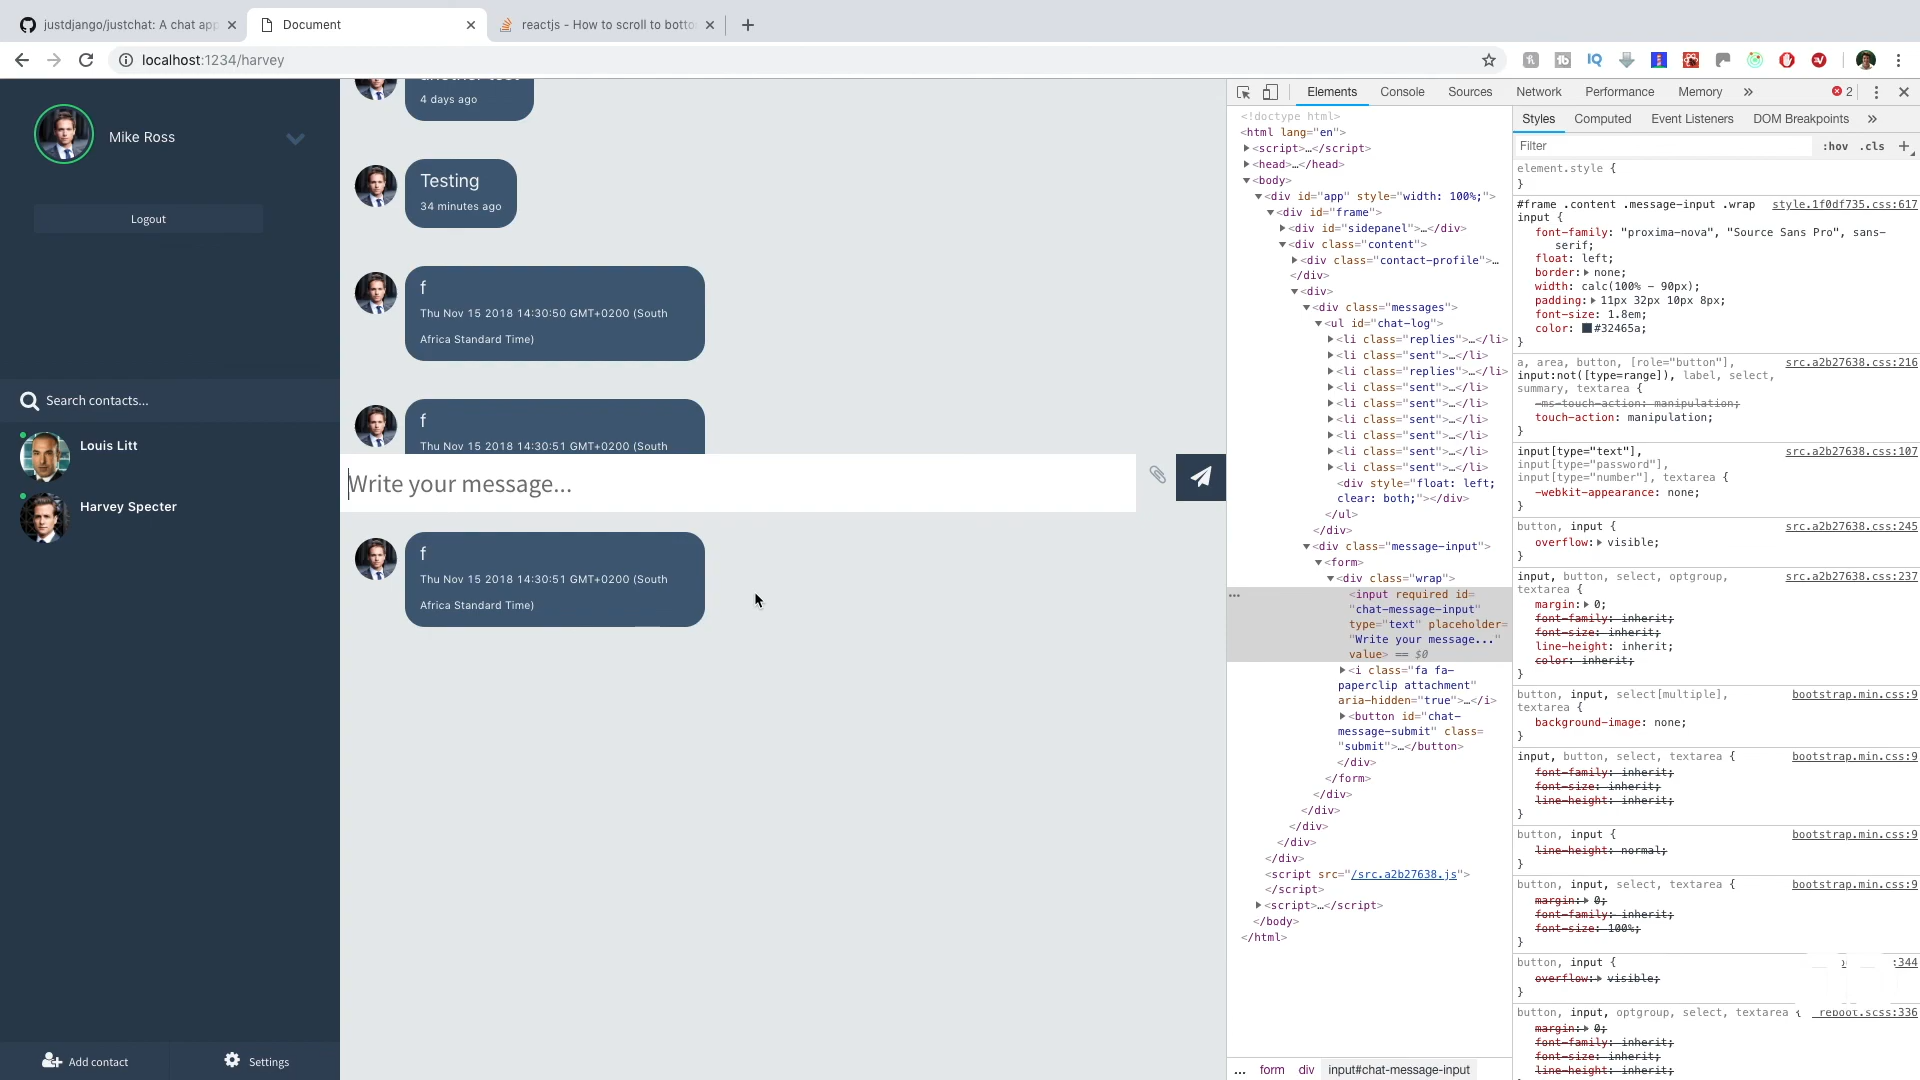 justdjango/justchat: A chat app
Document
reactjs - How to scroll to botto
localhost:1234/harvey
Mike Ross
Logout
Search contacts...
Louis Litt
Harvey Specter
Add contact
Settings
4 days ago
Testing
34 minutes ago
f
Thu Nov 15 2018 14:30:50 GMT+0200 (South
Africa Standard Time)
f
Thu Nov 15 2018 14:30:51 GMT+0200 (South
Write your message...
f
Thu Nov 15 2018 14:30:51 GMT+0200 (South
Africa Standard Time)
Elements Console Sources Network Performance Memory » 2
<!doctype html>
<html lang="en">
<script>…</script>
<head>…</head>
<body>
<div id="app" style="width: 100%;">
<div id="frame">
<div id="sidepanel">…</div>
<div class="content">
<div class="contact-profile">…
</div>
<div>
<div class="messages">
<ul id="chat-log">
<li class="replies">…</li>
<li class="sent">…</li>
<li class="replies">…</li>
<li class="sent">…</li>
<li class="sent">…</li>
<li class="sent">…</li>
<li class="sent">…</li>
<li class="sent">…</li>
<li class="sent">…</li>
<div style="float: left;
clear: both;"></div>
</ul>
</div>
<div class="message-input">
<form>
<div class="wrap">
<input required id=
"chat-message-input"
type="text" placeholder=
"Write your message..."
value> == $0
<i class="fa fa-
paperclip attachment"
aria-hidden="true">…</i>
<button id="chat-
message-submit" class=
"submit">…</button>
</div>
</form>
</div>
</div>
</div>
</div>
</div>
<script src="/src.a2b27638.js">
</script>
<script>…</script>
</body>
</html>
... form div input#chat-message-input
Styles Computed Event Listeners DOM Breakpoints »
Filter :hov .cls +
element.style {
}
#frame .content .message-input .wrap style.1f0df735.css:617
input {
font-family: "proxima-nova", "Source Sans Pro", sans-
serif;
float: left;
border: none;
width: calc(100% - 90px);
padding: 11px 32px 10px 8px;
font-size: 1.8em;
color: #32465a;
}
a, area, button, [role="button"], src.a2b27638.css:216
input:not([type=range]), label, select,
summary, textarea {
-ms-touch-action: manipulation;
touch-action: manipulation;
}
input[type="text"], src.a2b27638.css:107
input[type="password"],
input[type="number"], textarea {
-webkit-appearance: none;
}
button, input { src.a2b27638.css:245
overflow: visible;
}
input, button, select, optgroup, src.a2b27638.css:237
textarea {
margin: 0;
font-family: inherit;
font-size: inherit;
line-height: inherit;
color: inherit;
}
button, input, select[multiple], bootstrap.min.css:9
textarea {
background-image: none;
}
input, button, select, textarea { bootstrap.min.css:9
font-family: inherit;
font-size: inherit;
line-height: inherit;
}
button, input { bootstrap.min.css:9
line-height: normal;
}
button, input, select, textarea { bootstrap.min.css:9
margin: 0;
font-family: inherit;
font-size: 100%;
}
button, input { :344
overflow: visible;
}
button, input, optgroup, select, textarea { _reboot.scss:336
margin: 0;
font-family: inherit;
font-size: inherit;
line-height: inherit;